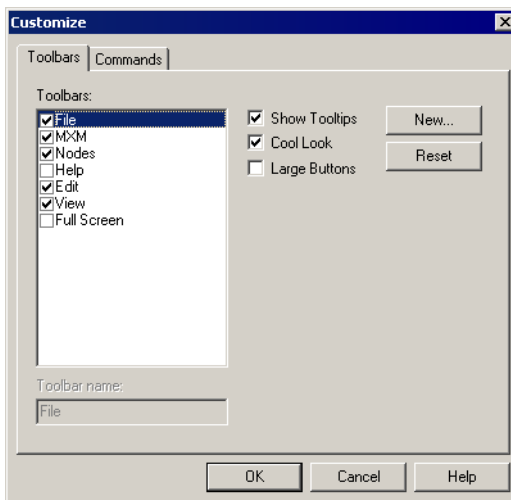 Customize
Toolbars Commands
Toolbars:
File
MXM
Nodes
Help
Edit
View
Full Screen
Show Tooltips
Cool Look
Large Buttons
New...
Reset
Toolbar name:
File
OK Cancel Help